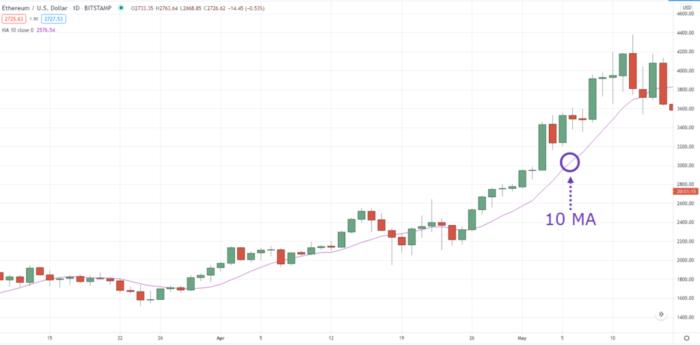 Ethereum / U.S. Dollar · 1D · BITSTAMP O2733.35 H2763.64 L2668.85 C2726.62 −14.45 (−0.53%)
2725.63 1.90 2727.53
MA 10 close 0 2576.54
USD
4600.00
4400.00
4200.00
4000.00
3800.00
3600.00
3400.00
3200.00
3000.00
2800.00
2600.00
2400.00
2200.00
2000.00
1800.00
1600.00
1400.00
10 MA
15 22 26 Apr 5 12 19 26 May 5 10